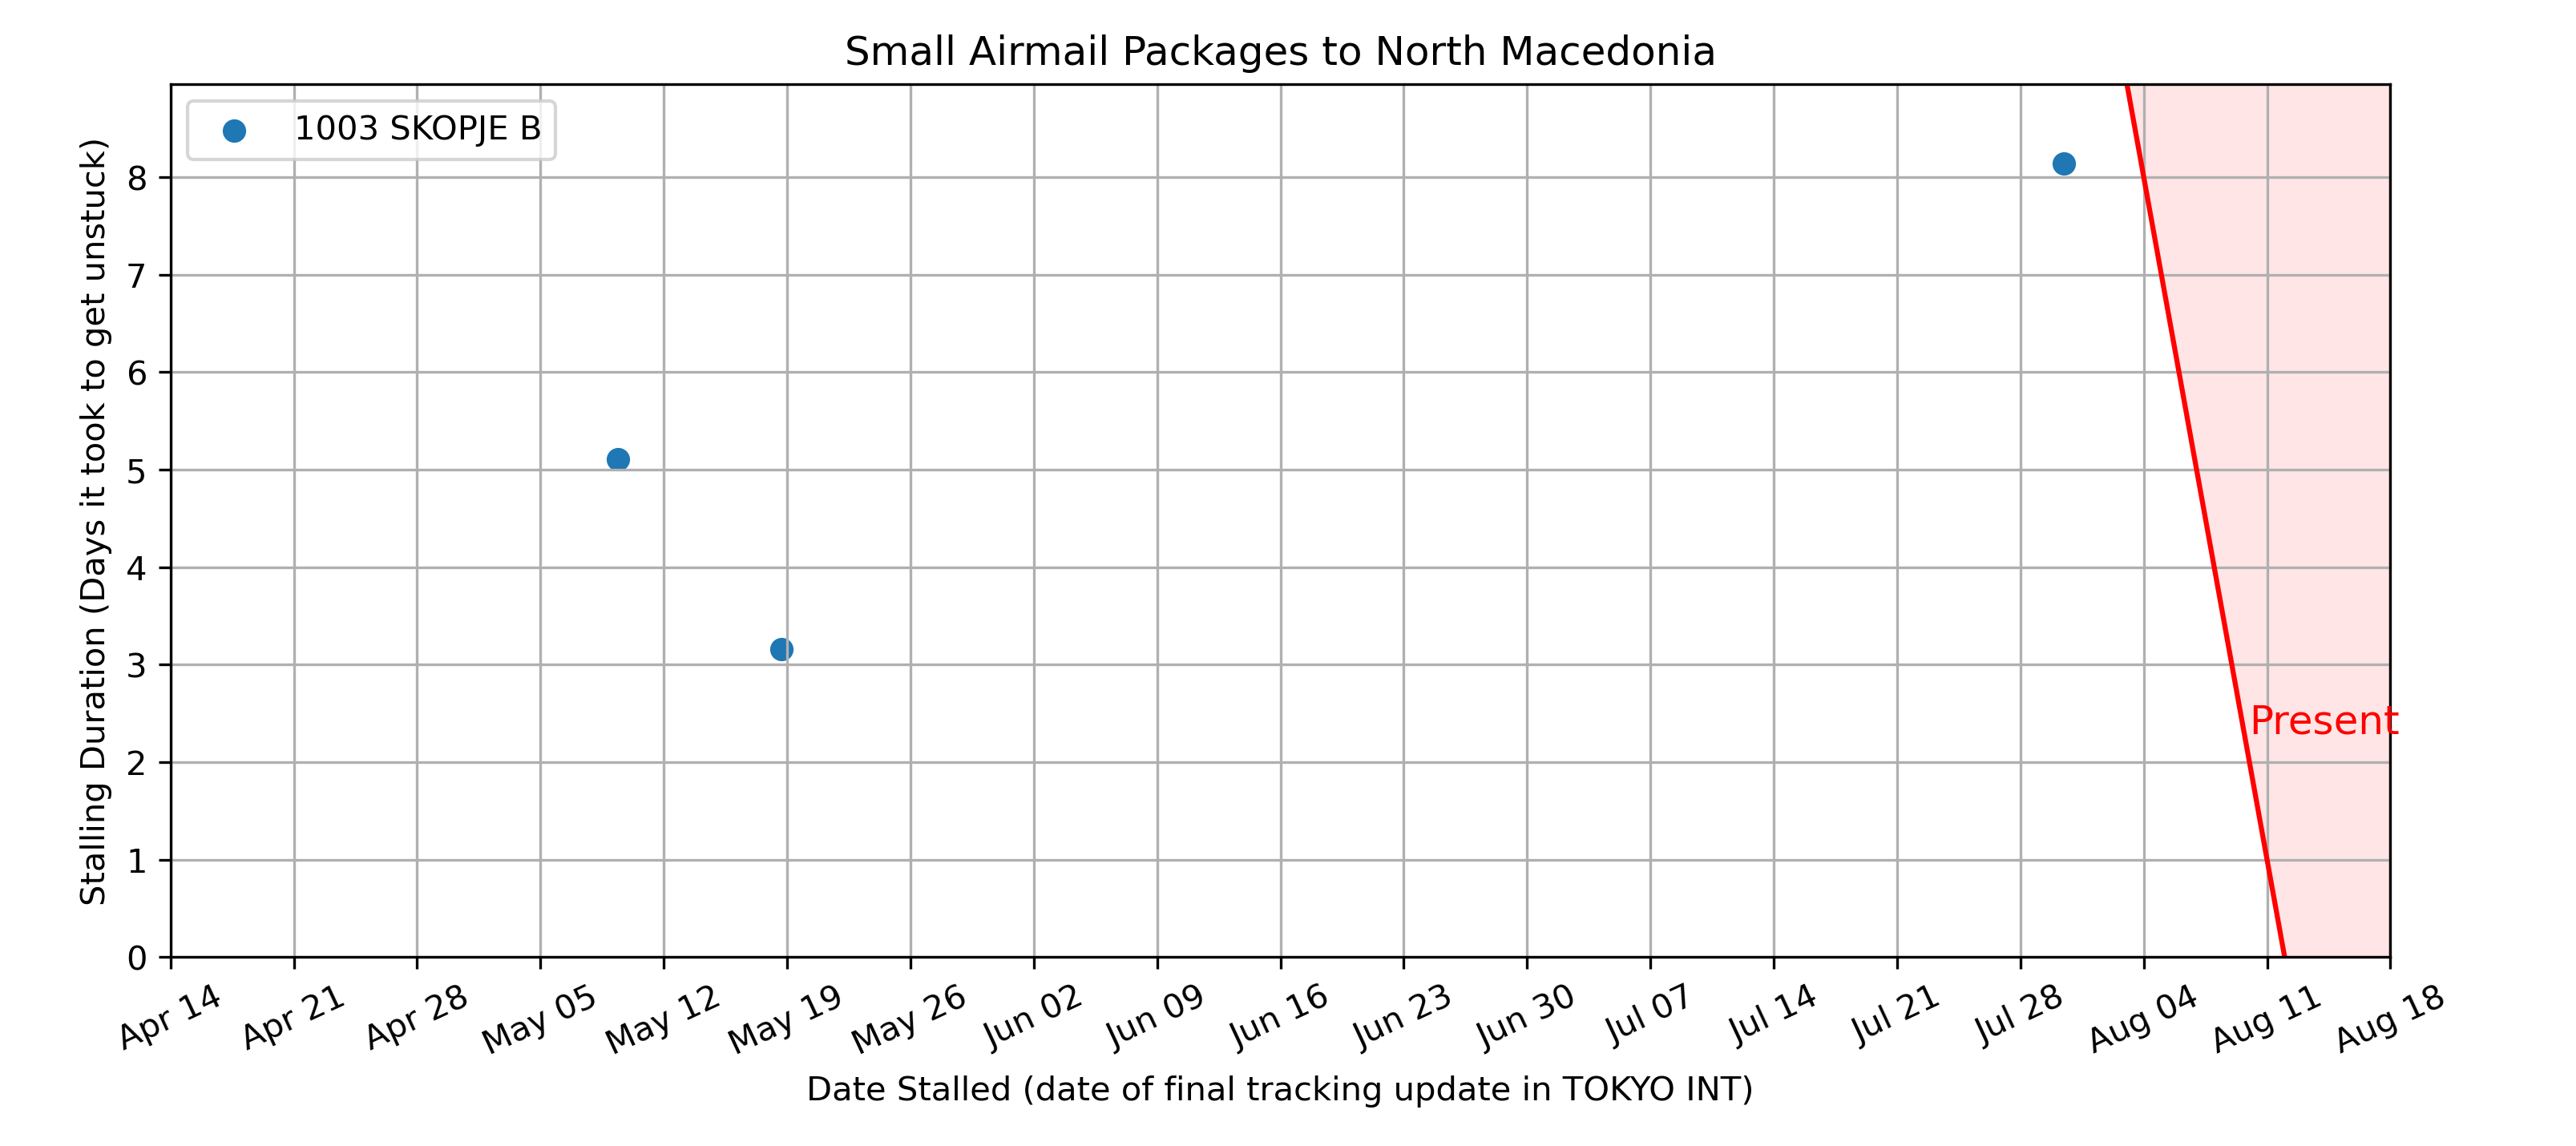 Small Airmail Packages to North Macedonia
1003 SKOPJE B
Stalling Duration (Days it took to get unstuck)
8
7
6
5
4
3
2
1
0
Present
Apr 14
Apr 21
Apr 28
May 05
May 12
May 19
May 26
Jun 02
Jun 09
Jun 16
Jun 23
Jun 30
Jul 07
Jul 14
Jul 21
Jul 28
Aug 04
Aug 11
Aug 18
Date Stalled (date of final tracking update in TOKYO INT)